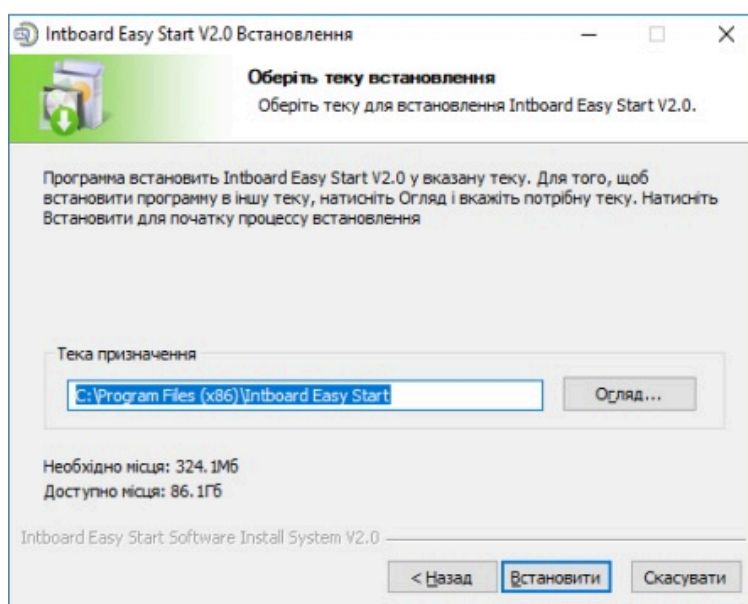 Intboard Easy Start V2.0 Встановлення
Оберіть теку встановлення
Оберіть теку для встановлення Intboard Easy Start V2.0.
Программа встановить Intboard Easy Start V2.0 у вказану теку. Для того, щоб
встановити программу в іншу теку, натисніть Огляд і вкажіть потрібну теку. Натисніть
Встановити для початку процессу встановлення
Тека призначення
C:\Program Files (x86)\Intboard Easy Start
Огляд...
Необхідно місця: 324.1Мб
Доступно місця: 86.1Гб
Intboard Easy Start Software Install System V2.0
< Назад
Встановити
Скасувати